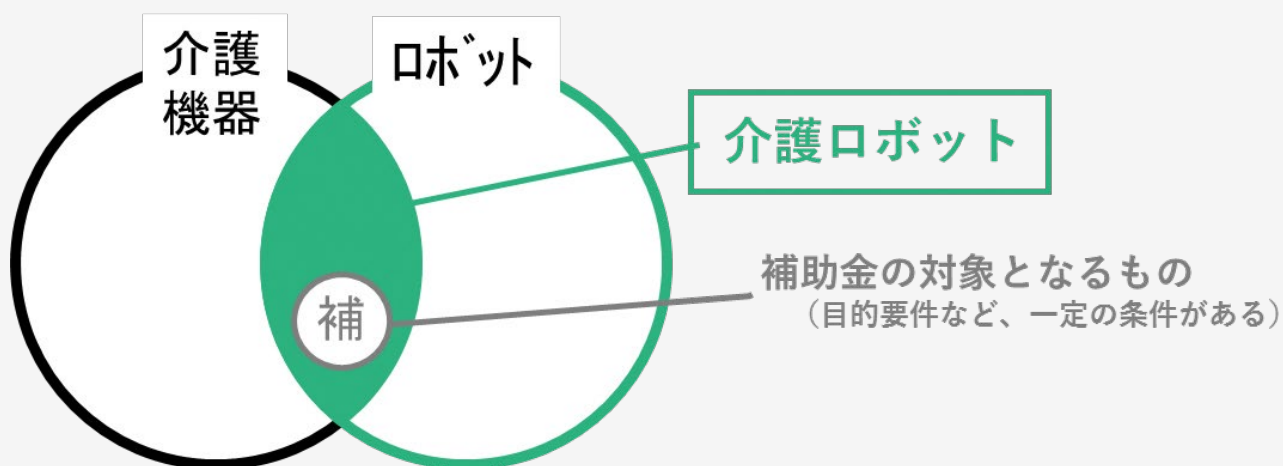 介護
機器
ロボット
介護ロボット
補助金の対象となるもの
（目的要件など、一定の条件がある）
補